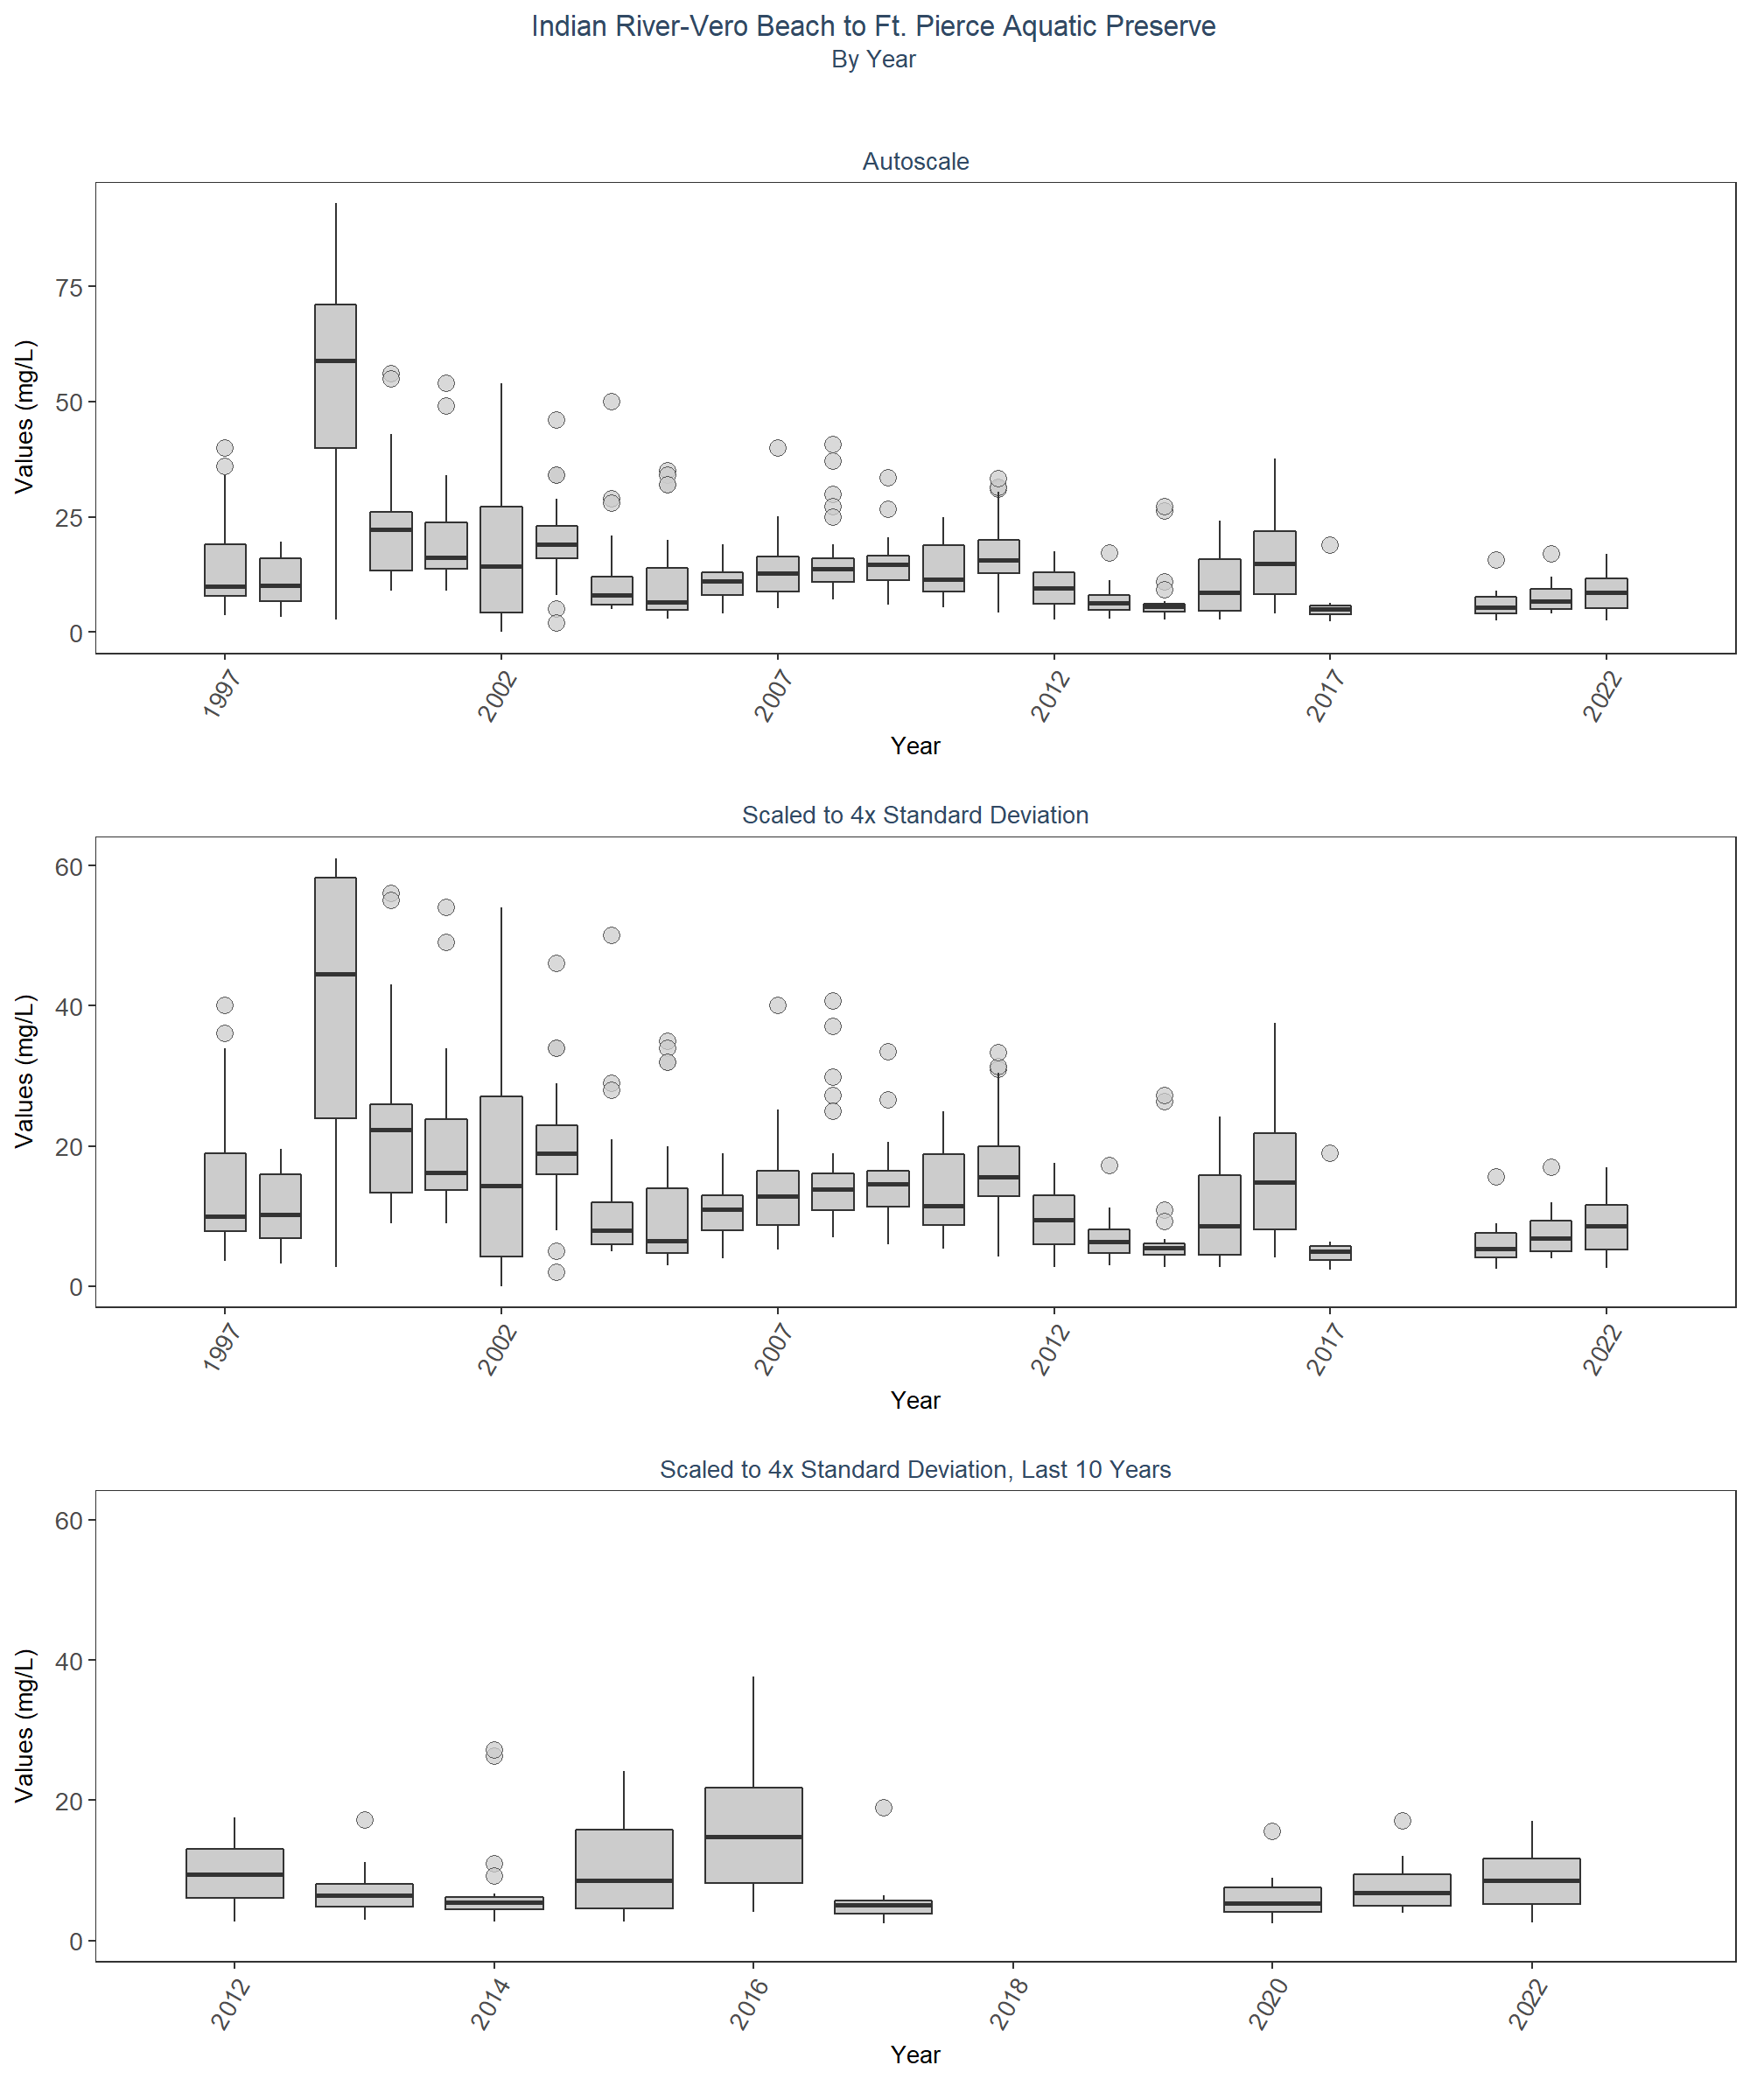 Indian River-Vero Beach to Ft. Pierce Aquatic Preserve
By Year
Autoscale
Values (mg/L)
75
50
25
0
1997
2002
2007
2012
2017
2022
Year
Scaled to 4x Standard Deviation
Values (mg/L)
60
40
20
0
1997
2002
2007
2012
2017
2022
Year
Scaled to 4x Standard Deviation, Last 10 Years
Values (mg/L)
60
40
20
0
2012
2014
2016
2018
2020
2022
Year